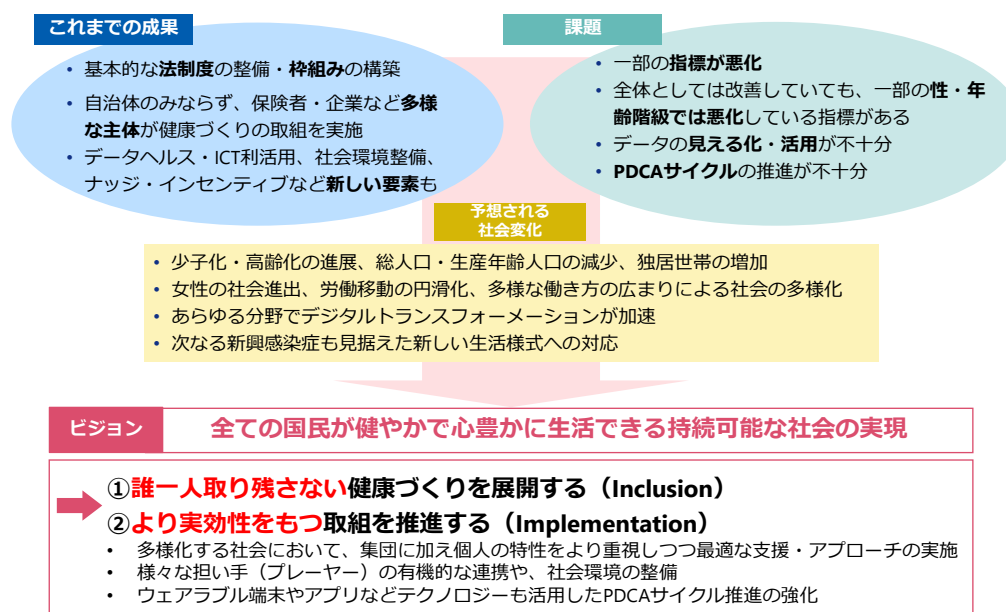 これまでの成果
• 基本的な法制度の整備・枠組みの構築
• 自治体のみならず、保険者・企業など多様
な主体が健康づくりの取組を実施
• データヘルス・ICT利活用、社会環境整備、
ナッジ・インセンティブなど新しい要素も
課題
• 一部の指標が悪化
• 全体としては改善していても、一部の性・年
齢階級では悪化している指標がある
• データの見える化・活用が不十分
• PDCAサイクルの推進が不十分
予想される
社会変化
• 少子化・高齢化の進展、総人口・生産年齢人口の減少、独居世帯の増加
• 女性の社会進出、労働移動の円滑化、多様な働き方の広まりによる社会の多様化
• あらゆる分野でデジタルトランスフォーメーションが加速
• 次なる新興感染症も見据えた新しい生活様式への対応
ビジョン
全ての国民が健やかで心豊かに生活できる持続可能な社会の実現
①誰一人取り残さない健康づくりを展開する(Inclusion)
②より実効性をもつ取組を推進する(Implementation)
• 多様化する社会において、集団に加え個人の特性をより重視しつつ最適な支援・アプローチの実施
• 様々な担い手(プレーヤー)の有機的な連携や、社会環境の整備
• ウェアラブル端末やアプリなどテクノロジーも活用したPDCAサイクル推進の強化